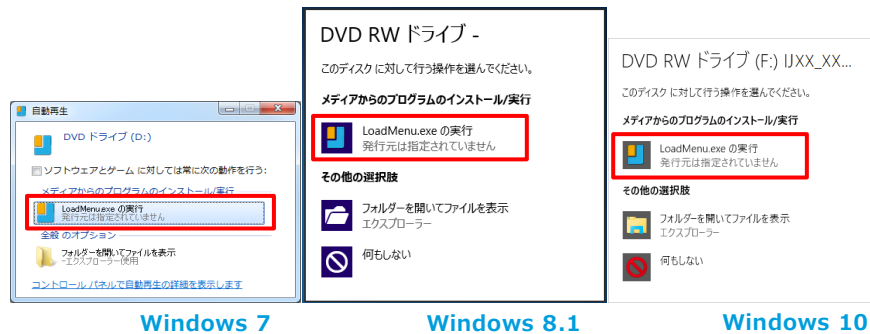 自動再生
DVD ドライブ (D:)
ソフトウェアとゲーム に対しては常に次の動作を行う:
メディアからのプログラムのインストール/実行
LoadMenu.exe の実行
発行元は指定されていません
全般 のオプション
フォルダーを開いてファイルを表示
-エクスプローラー使用
コントロール パネルで自動再生の詳細を表示します
Windows 7
DVD RW ドライブ -
このディスク に対して行う操作を選んでください。
メディアからのプログラムのインストール/実行
LoadMenu.exe の実行
発行元は指定されていません
その他の選択肢
フォルダーを開いてファイルを表示
エクスプローラー
何もしない
Windows 8.1
DVD RW ドライブ (F:) IJXX_XX...
このディスク に対して行う操作を選んでください。
メディアからのプログラムのインストール/実行
LoadMenu.exe の実行
発行元は指定されていません
その他の選択肢
フォルダーを開いてファイルを表示
エクスプローラー
何もしない
Windows 10